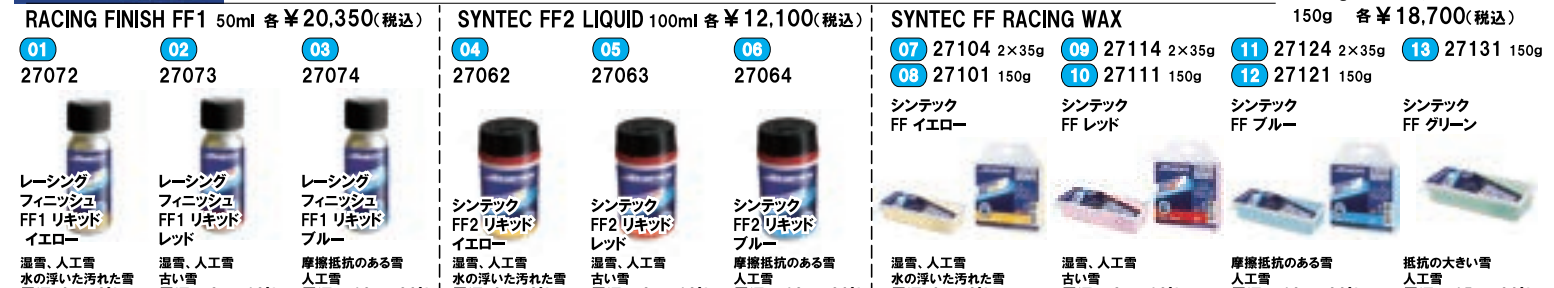 RACING FINISH FF1 50ml 各¥20,350(税込)
01
27072
レーシング
フィニッシュ
FF1 リキッド
イエロー
湿雪、人工雪
水の浮いた汚れた雪
02
27073
レーシング
フィニッシュ
FF1 リキッド
レッド
湿雪、人工雪
古い雪
03
27074
レーシング
フィニッシュ
FF1 リキッド
ブルー
摩擦抵抗のある雪
人工雪
SYNTEC FF2 LIQUID 100ml 各¥12,100(税込)
04
27062
シンテック
FF2 リキッド
イエロー
湿雪、人工雪
水の浮いた汚れた雪
05
27063
シンテック
FF2 リキッド
レッド
湿雪、人工雪
古い雪
06
27064
シンテック
FF2 リキッド
ブルー
摩擦抵抗のある雪
人工雪
SYNTEC FF RACING WAX
150g 各¥18,700(税込)
07 27104 2×35g
08 27101 150g
シンテック
FF イエロー
湿雪、人工雪
水の浮いた汚れた雪
09 27114 2×35g
10 27111 150g
シンテック
FF レッド
湿雪、人工雪
古い雪
11 27124 2×35g
12 27121 150g
シンテック
FF ブルー
摩擦抵抗のある雪
人工雪
13 27131 150g
シンテック
FF グリーン
抵抗の大きい雪
人工雪